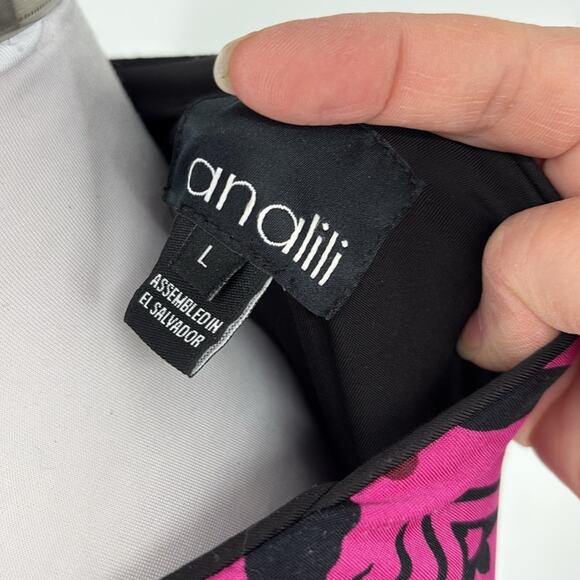 analili
L
ASSEMBLED IN
EL SALVADOR